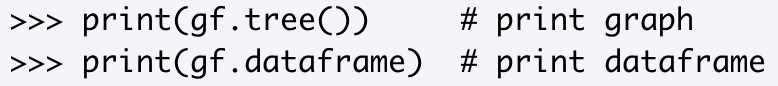 >>> print(gf.tree())     # print graph
>>> print(gf.dataframe)  # print dataframe